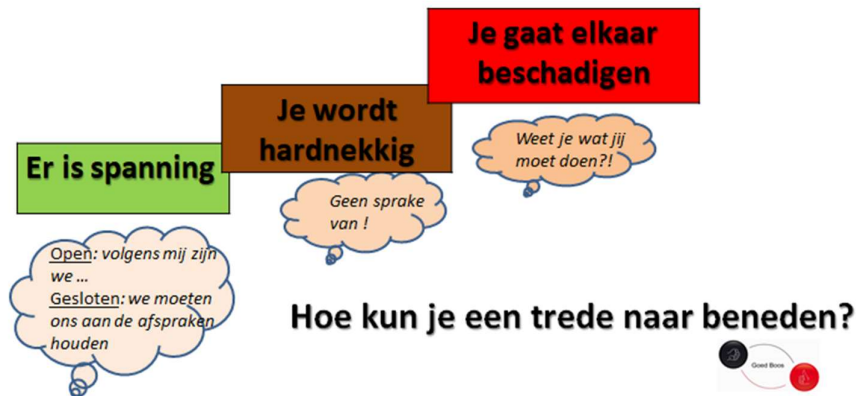 Je gaat elkaar
beschadigen
Je wordt
hardnekkig
Er is spanning
Weet je wat jij
moet doen?!
Geen sprake
van !
Open: volgens mij zijn
we ...
Gesloten: we moeten
ons aan de afspraken
houden
Hoe kun je een trede naar beneden?
Goed Boos